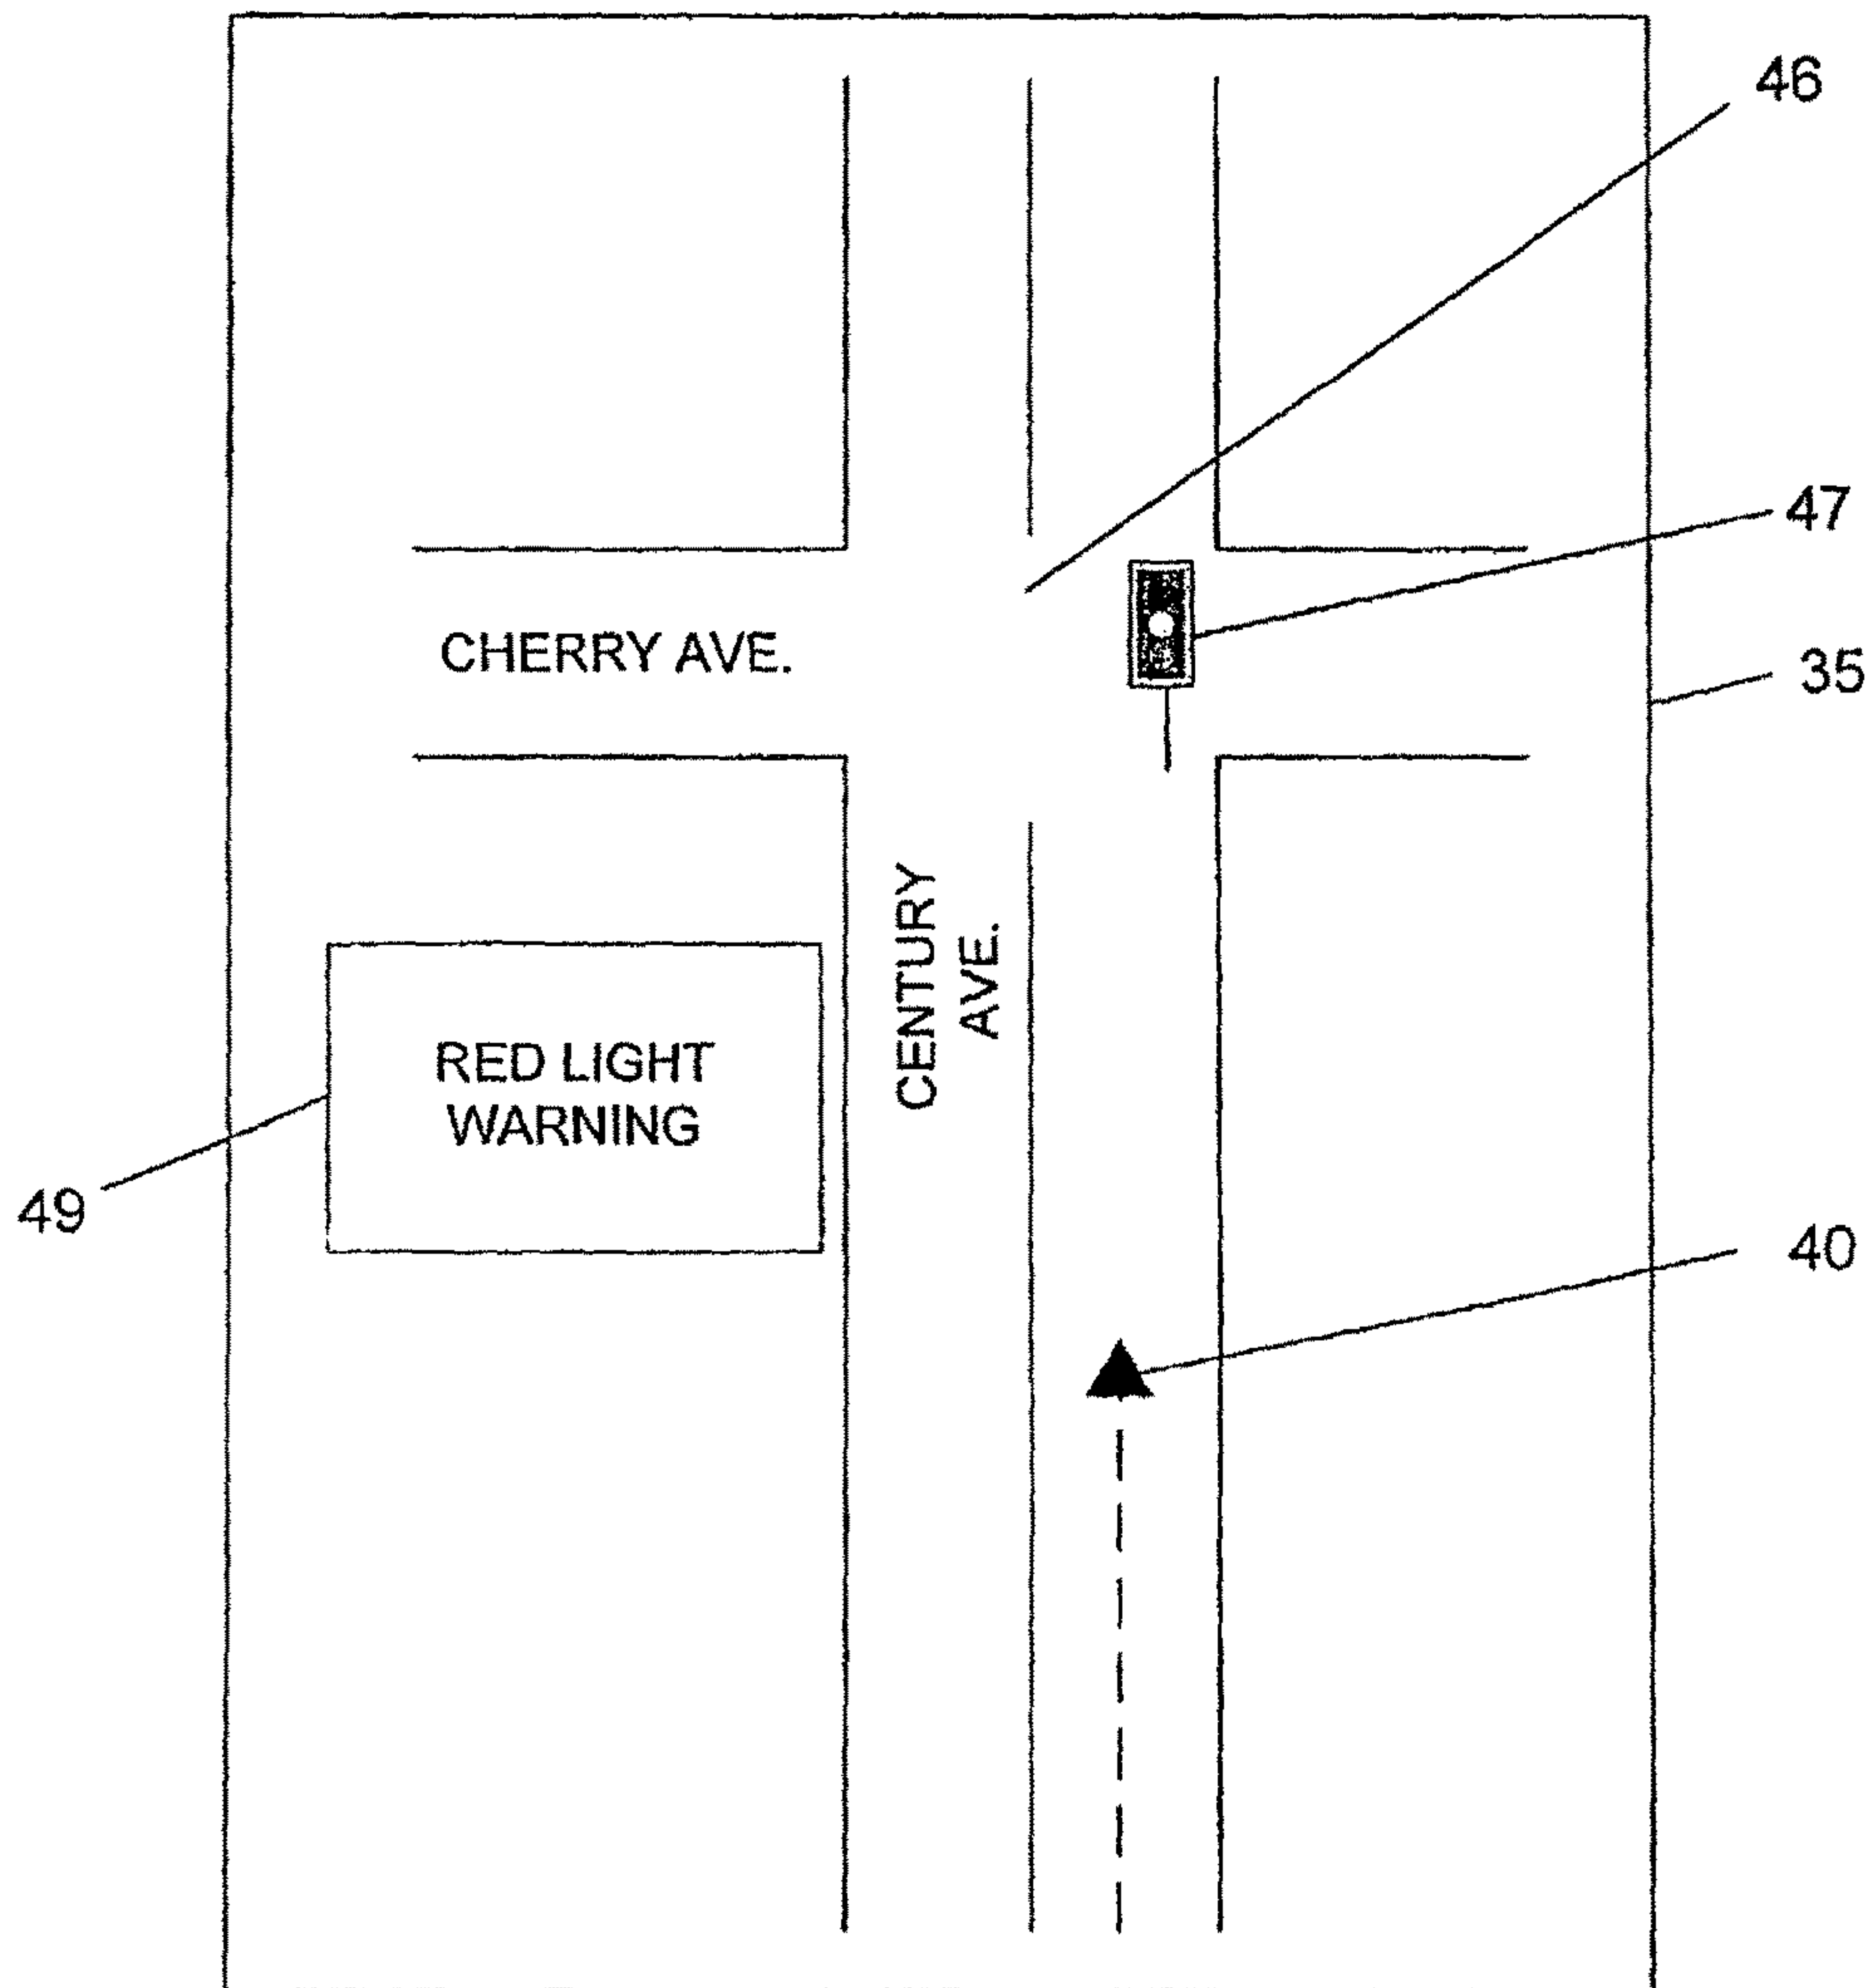 46
47
CHERRY AVE.
35
CENTURY
AVE.
RED LIGHT
WARNING
49
40